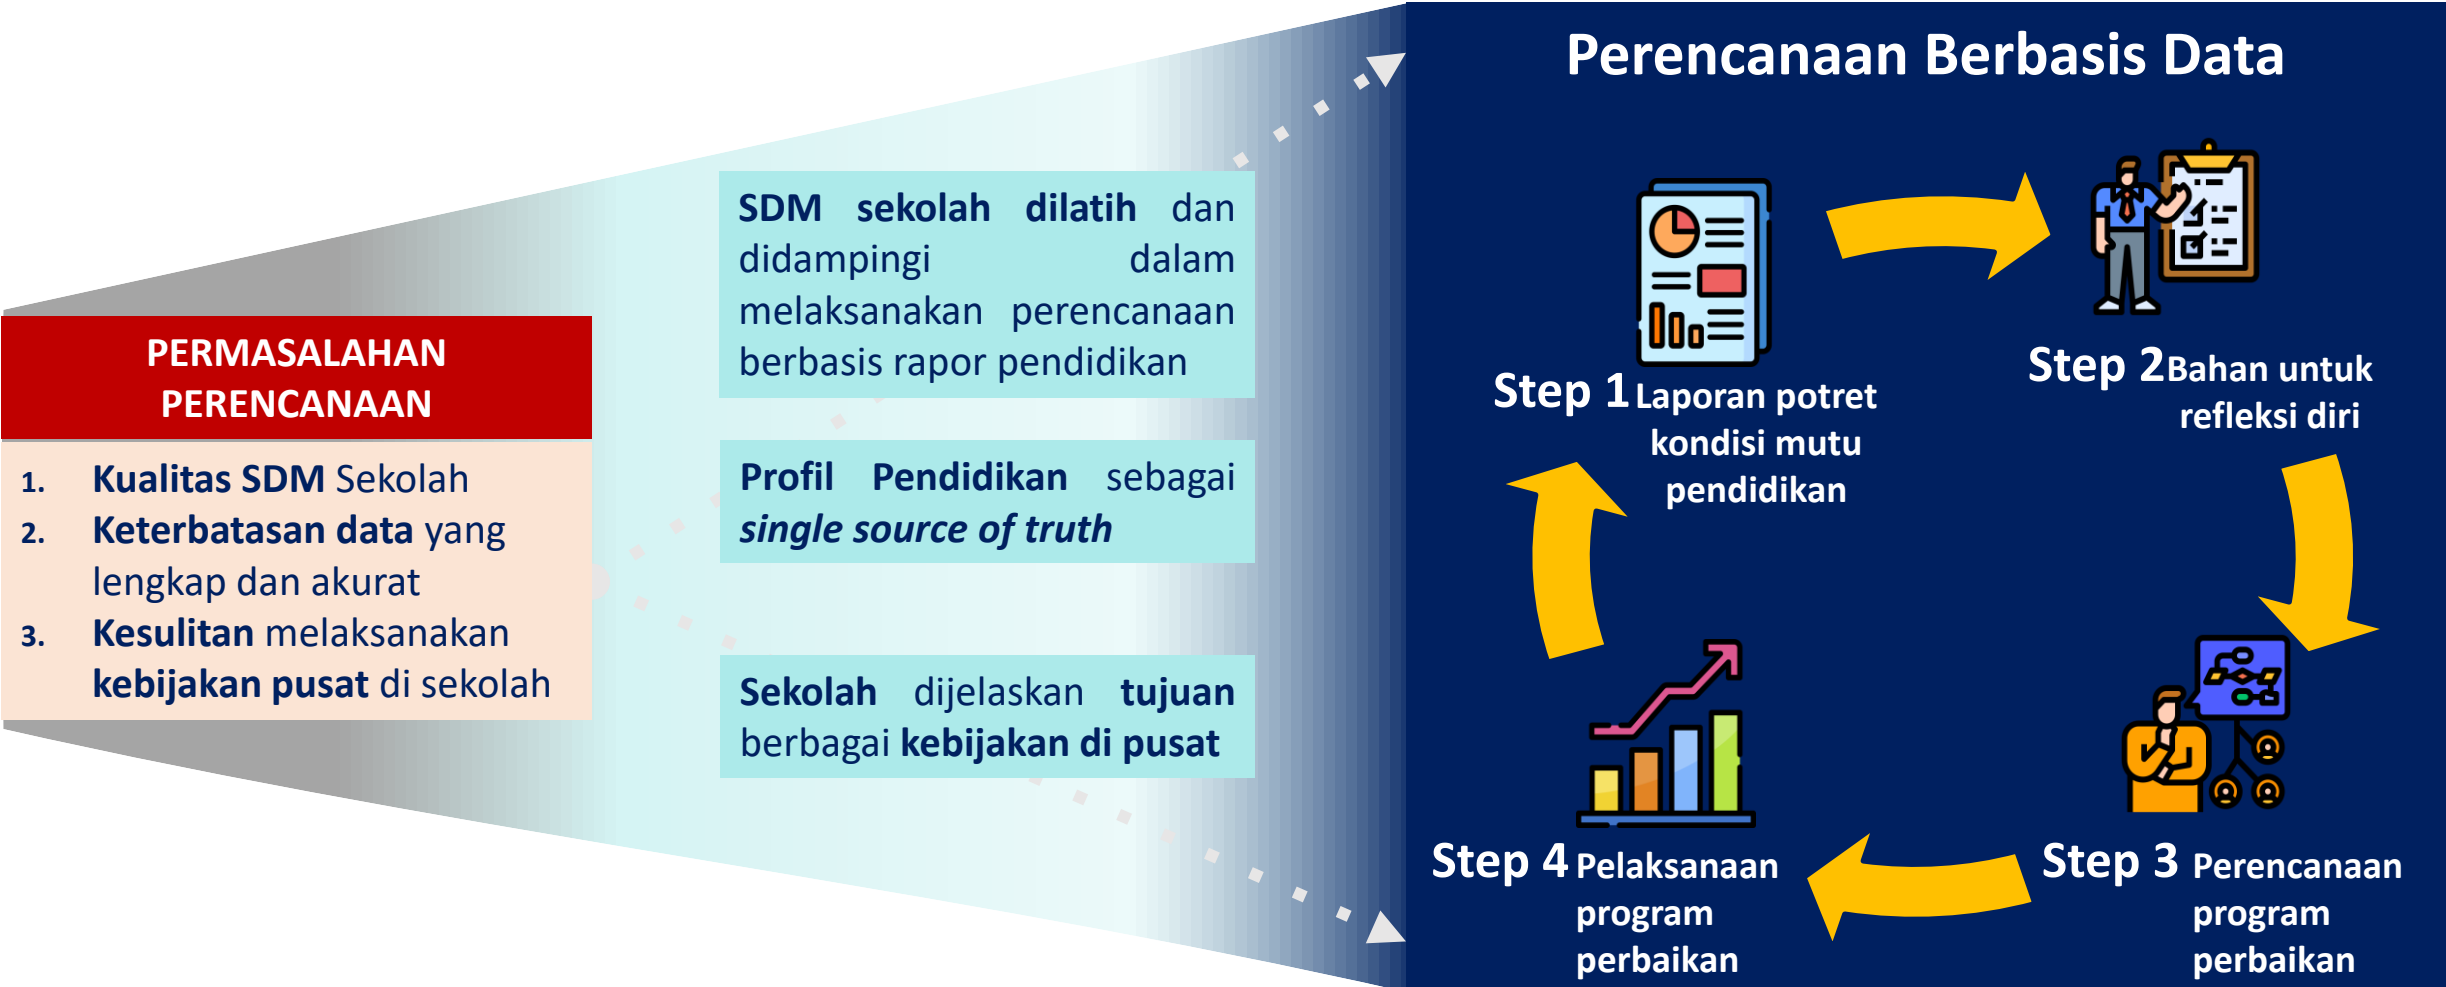 PERMASALAHAN
PERENCANAAN
1. Kualitas SDM Sekolah
2. Keterbatasan data yang
lengkap dan akurat
3. Kesulitan melaksanakan
kebijakan pusat di sekolah
SDM sekolah dilatih dan
didampingi dalam
melaksanakan perencanaan
berbasis rapor pendidikan
Profil Pendidikan sebagai
single source of truth
Sekolah dijelaskan tujuan
berbagai kebijakan di pusat
Perencanaan Berbasis Data
Step 1 Laporan potret
kondisi mutu
pendidikan
Step 2 Bahan untuk
refleksi diri
Step 3 Perencanaan
program
perbaikan
Step 4 Pelaksanaan
program
perbaikan